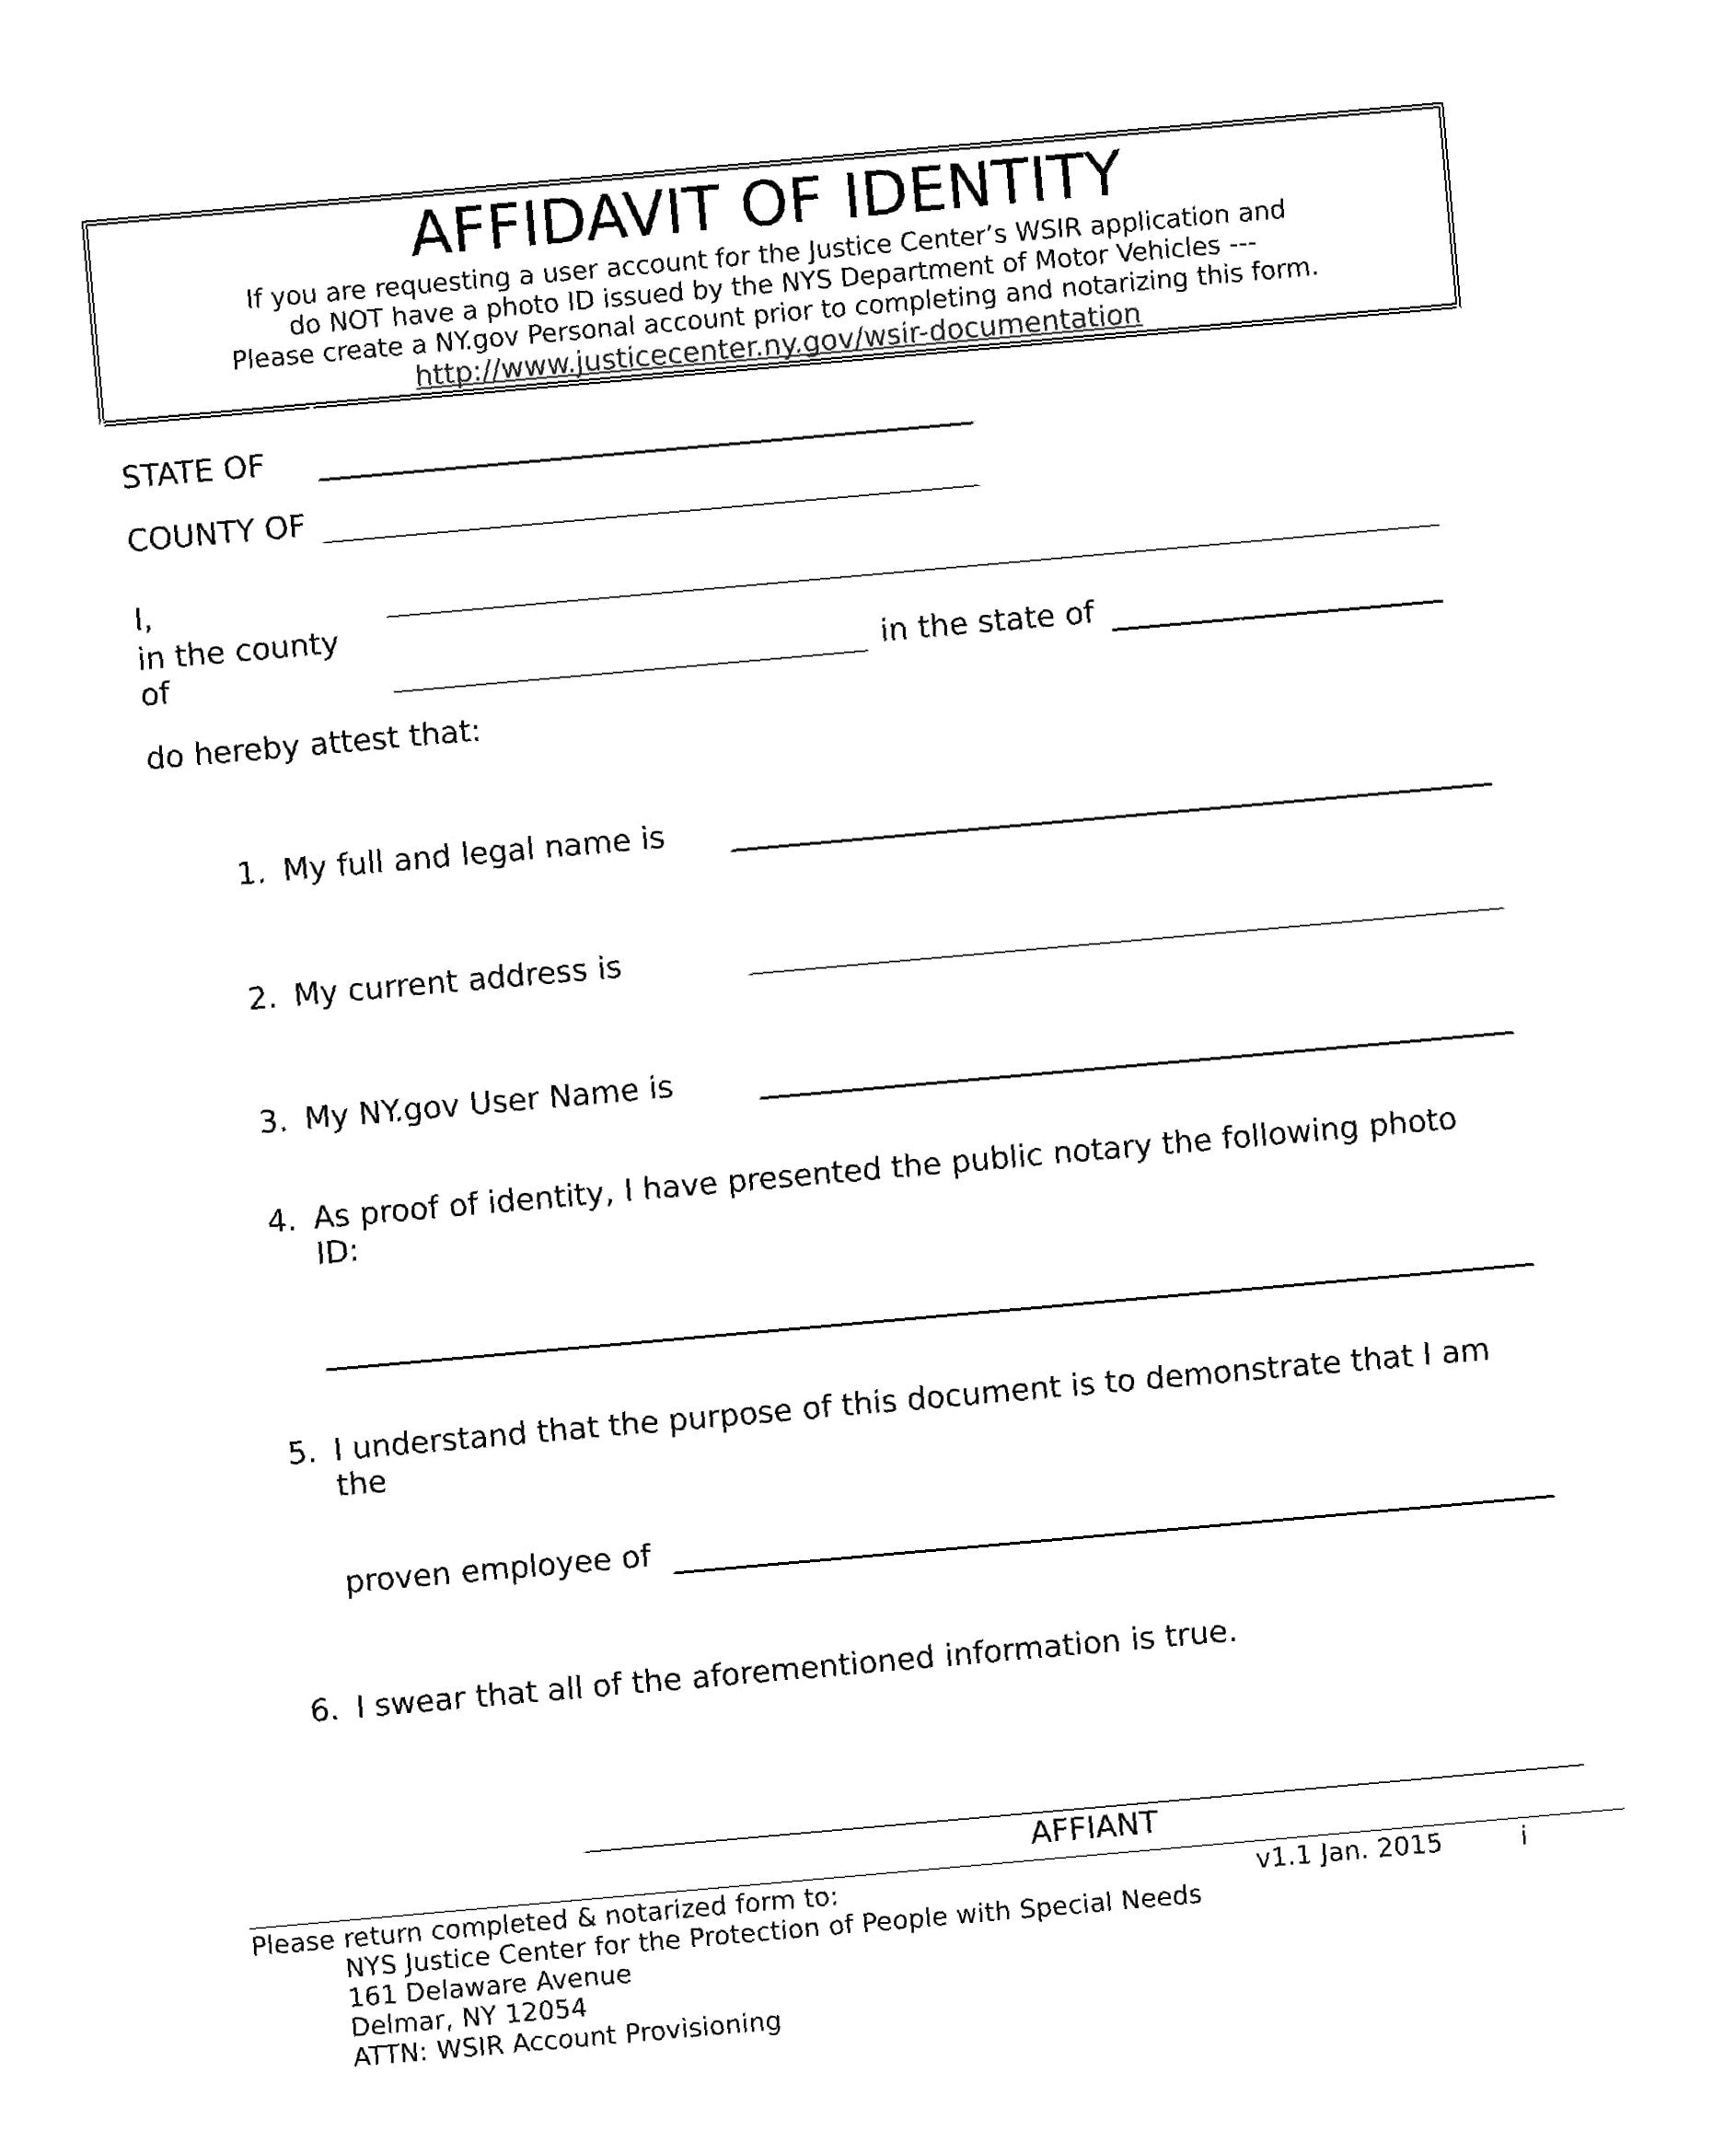 AFFIDAVIT OF IDENTITY
If you are requesting a user account for the Justice Center’s WSIR application and
do NOT have a photo ID issued by the NYS Department of Motor Vehicles ---
Please create a NY.gov Personal account prior to completing and notarizing this form.
http://www.justicecenter.ny.gov/wsir-documentation
STATE OF
COUNTY OF
I,
in the county
of
in the state of
do hereby attest that:
1. My full and legal name is
2. My current address is
3. My NY.gov User Name is
4. As proof of identity, I have presented the public notary the following photo
ID:
5. I understand that the purpose of this document is to demonstrate that I am
the
proven employee of
6. I swear that all of the aforementioned information is true.
AFFIANT
v1.1 Jan. 2015 i
Please return completed & notarized form to:
NYS Justice Center for the Protection of People with Special Needs
161 Delaware Avenue
Delmar, NY 12054
ATTN: WSIR Account Provisioning